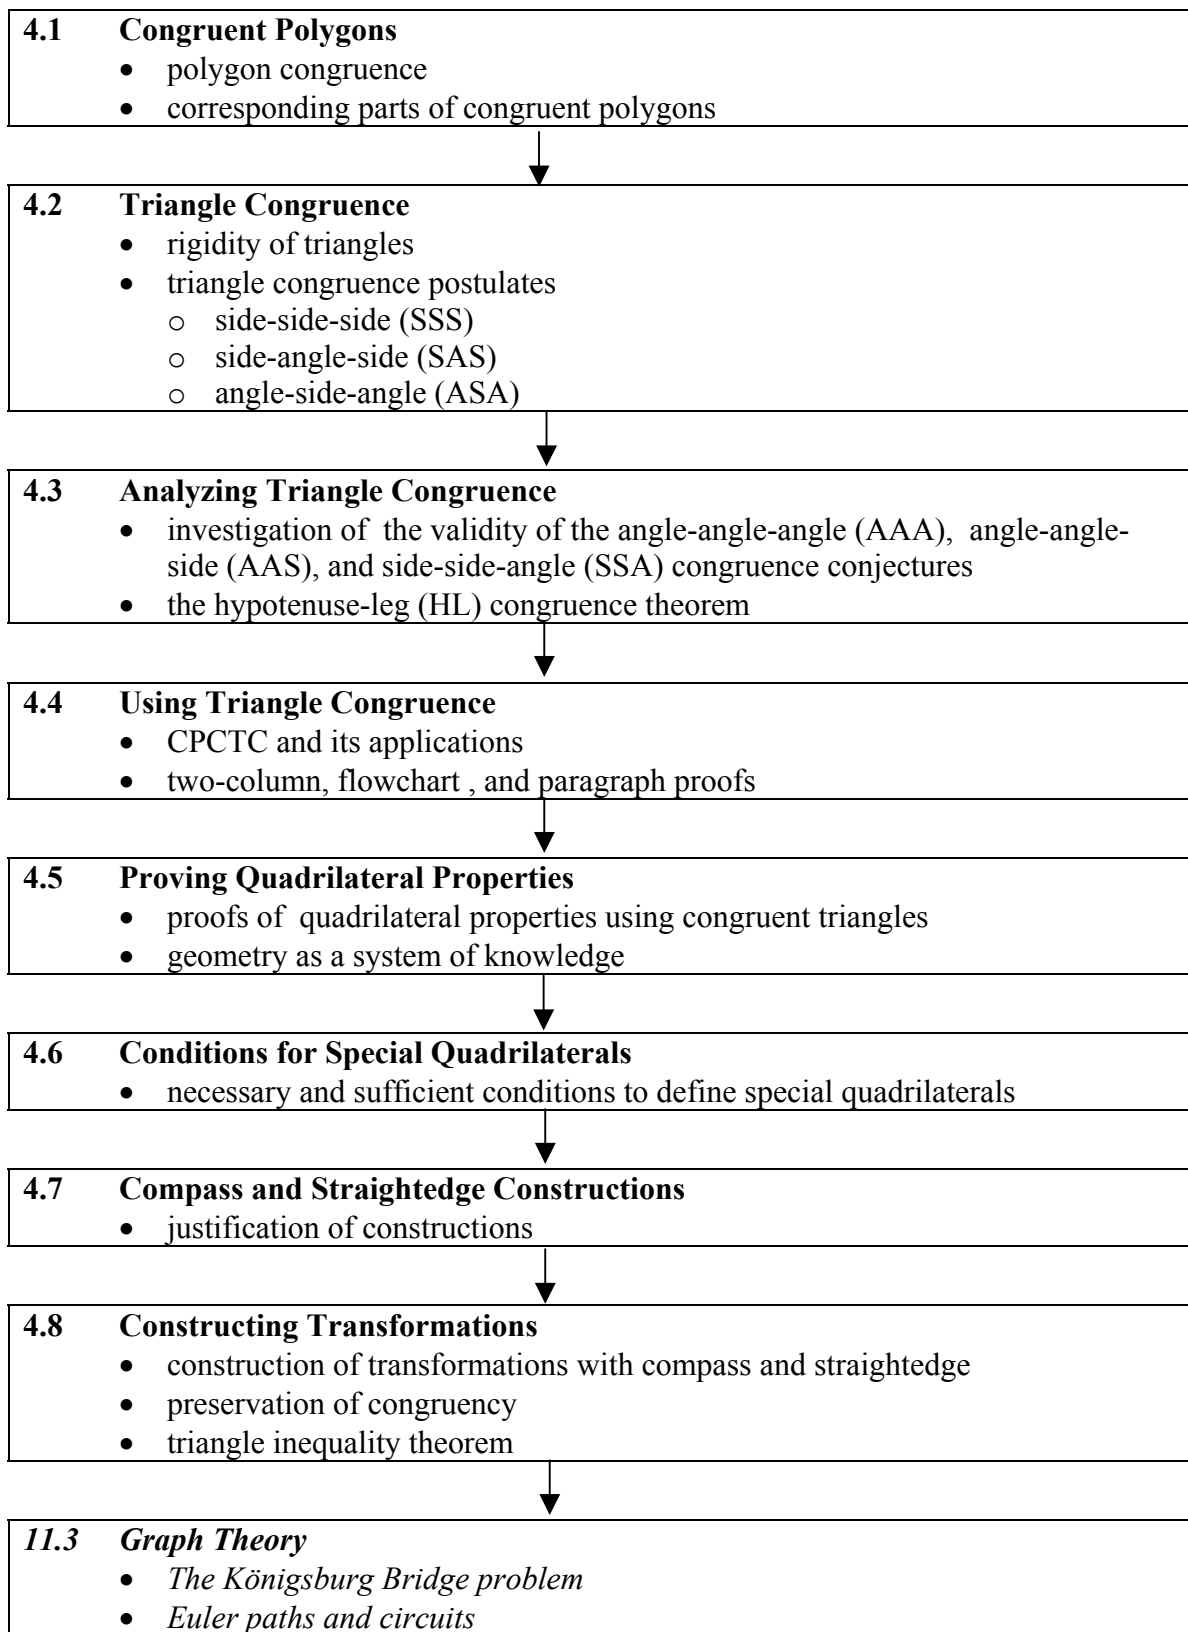 4.1 Congruent Polygons
• polygon congruence
• corresponding parts of congruent polygons
4.2 Triangle Congruence
• rigidity of triangles
• triangle congruence postulates
o side-side-side (SSS)
o side-angle-side (SAS)
o angle-side-angle (ASA)
4.3 Analyzing Triangle Congruence
• investigation of the validity of the angle-angle-angle (AAA), angle-angle-
side (AAS), and side-side-angle (SSA) congruence conjectures
• the hypotenuse-leg (HL) congruence theorem
4.4 Using Triangle Congruence
• CPCTC and its applications
• two-column, flowchart , and paragraph proofs
4.5 Proving Quadrilateral Properties
• proofs of quadrilateral properties using congruent triangles
• geometry as a system of knowledge
4.6 Conditions for Special Quadrilaterals
• necessary and sufficient conditions to define special quadrilaterals
4.7 Compass and Straightedge Constructions
• justification of constructions
4.8 Constructing Transformations
• construction of transformations with compass and straightedge
• preservation of congruency
• triangle inequality theorem
11.3 Graph Theory
• The Königsburg Bridge problem
• Euler paths and circuits